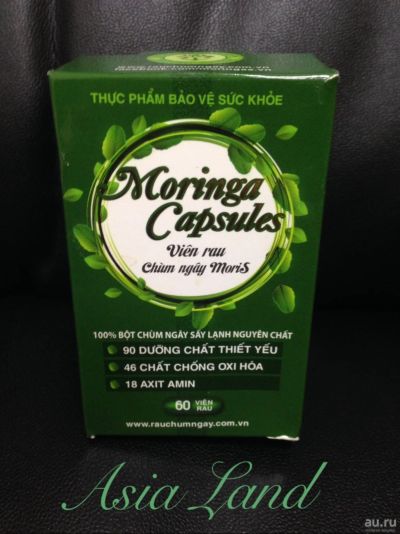 THỰC PHẨM BẢO VỆ SỨC KHỎE
Moringa
Capsules
Viên rau
Chùm ngây MoriS
100% BỘT CHÙM NGÂY SẤY LẠNH NGUYÊN CHẤT
90 DƯỠNG CHẤT THIẾT YẾU
46 CHẤT CHỐNG OXI HÓA
18 AXIT AMIN
60 VIÊN RAU
www.rauchumngay.com.vn
Asia Land
au.ru